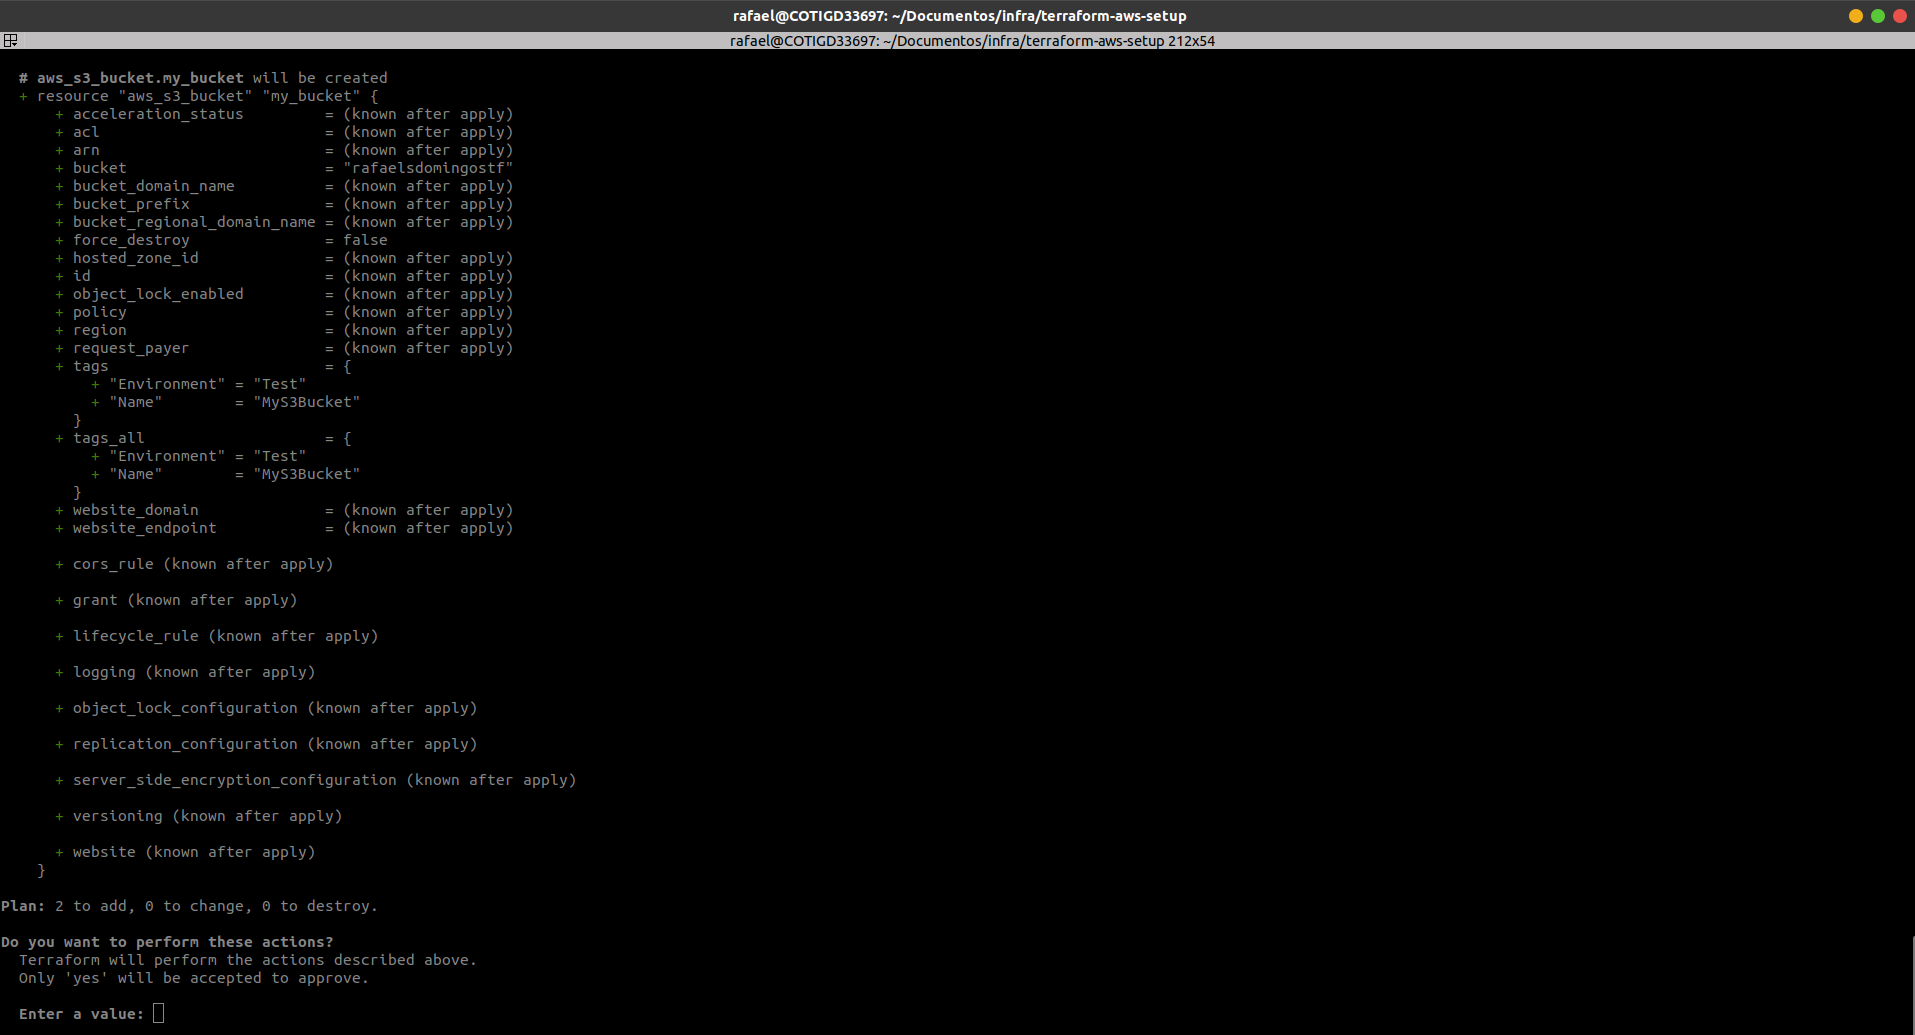 rafael@COTIGD33697: ~/Documentos/infra/terraform-aws-setup
rafael@COTIGD33697: ~/Documentos/infra/terraform-aws-setup 212x54
# aws_s3_bucket.my_bucket will be created
+ resource "aws_s3_bucket" "my_bucket" {
+ acceleration_status         = (known after apply)
+ acl                         = (known after apply)
+ arn                         = (known after apply)
+ bucket                      = "rafaelsdomingostf"
+ bucket_domain_name          = (known after apply)
+ bucket_prefix               = (known after apply)
+ bucket_regional_domain_name = (known after apply)
+ force_destroy               = false
+ hosted_zone_id              = (known after apply)
+ id                          = (known after apply)
+ object_lock_enabled         = (known after apply)
+ policy                      = (known after apply)
+ region                      = (known after apply)
+ request_payer               = (known after apply)
+ tags                        = {
+ "Environment" = "Test"
+ "Name"        = "MyS3Bucket"
}
+ tags_all                    = {
+ "Environment" = "Test"
+ "Name"        = "MyS3Bucket"
}
+ website_domain              = (known after apply)
+ website_endpoint            = (known after apply)
+ cors_rule (known after apply)
+ grant (known after apply)
+ lifecycle_rule (known after apply)
+ logging (known after apply)
+ object_lock_configuration (known after apply)
+ replication_configuration (known after apply)
+ server_side_encryption_configuration (known after apply)
+ versioning (known after apply)
+ website (known after apply)
}
Plan: 2 to add, 0 to change, 0 to destroy.
Do you want to perform these actions?
Terraform will perform the actions described above.
Only 'yes' will be accepted to approve.
Enter a value: